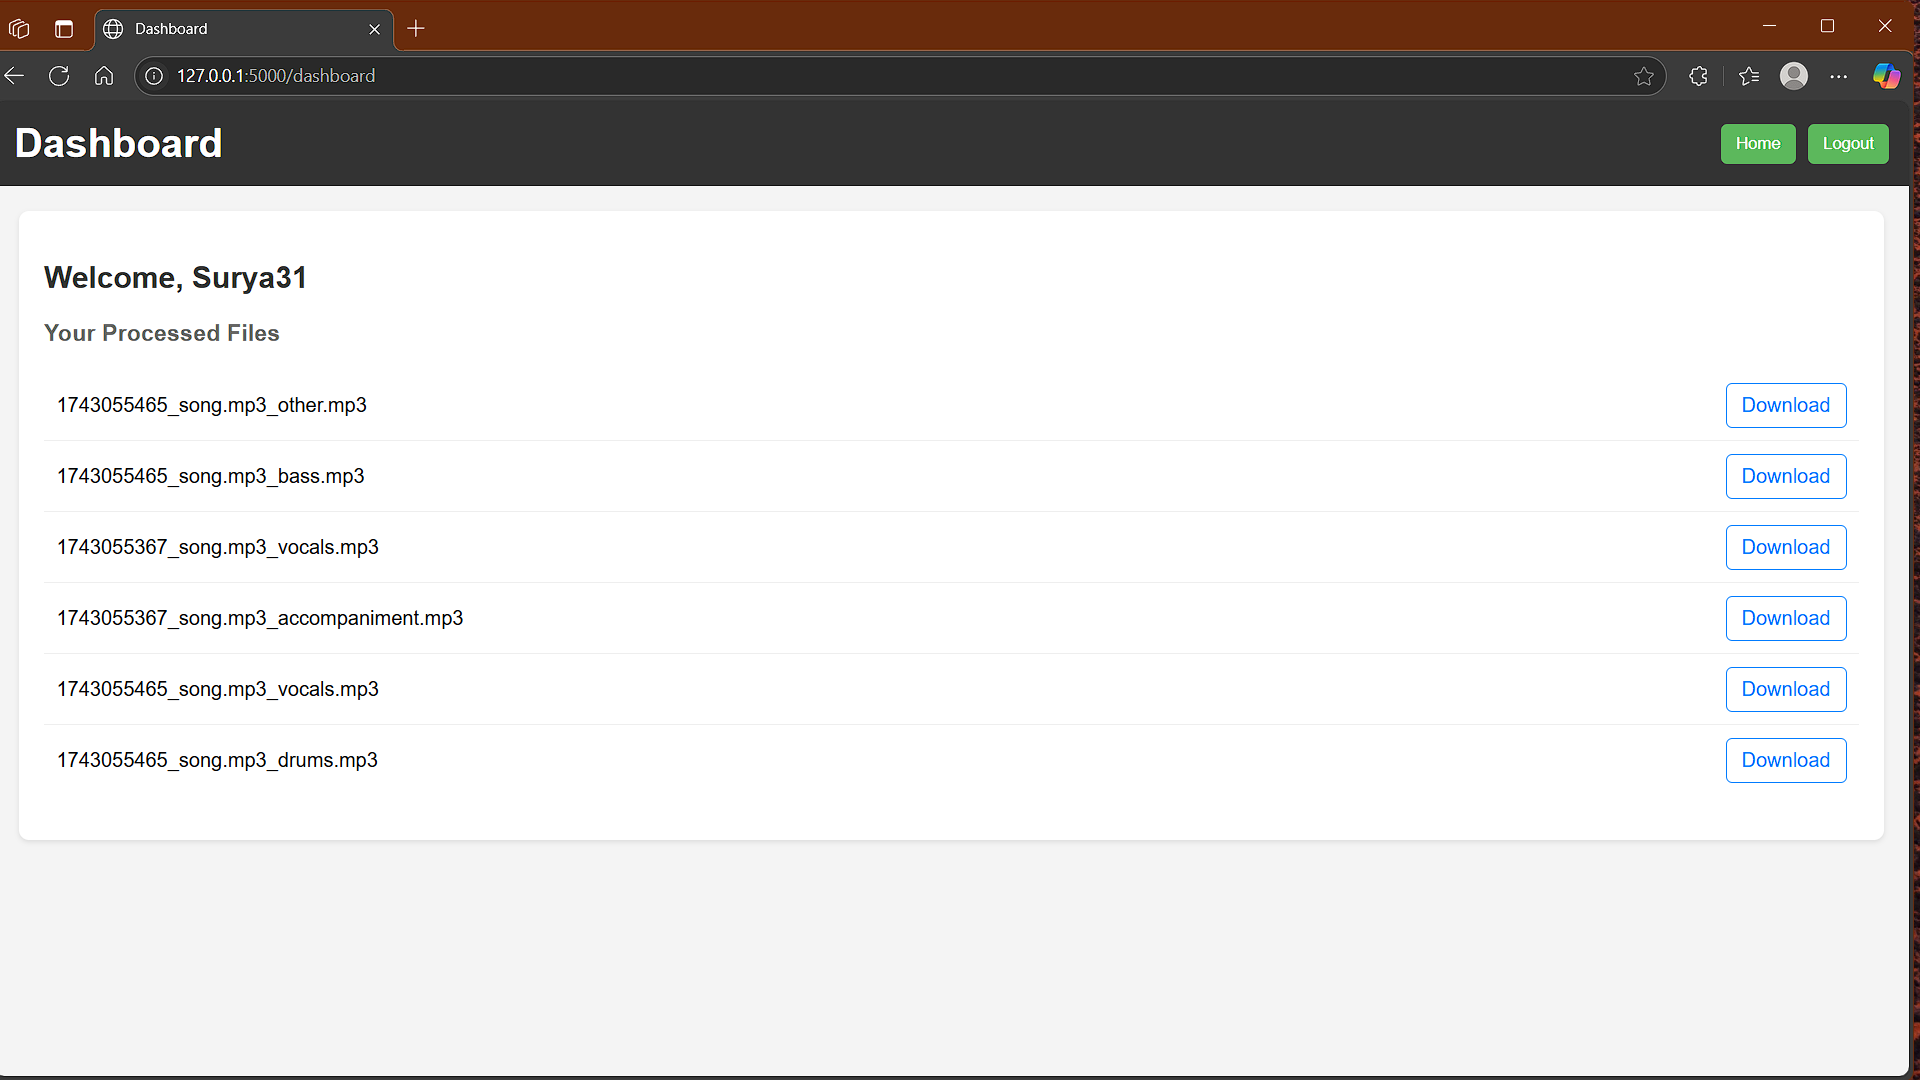 Dashboard
127.0.0.1:5000/dashboard
Dashboard
Home
Logout
Welcome, Surya31
Your Processed Files
1743055465_song.mp3_other.mp3
Download
1743055465_song.mp3_bass.mp3
Download
1743055367_song.mp3_vocals.mp3
Download
1743055367_song.mp3_accompaniment.mp3
Download
1743055465_song.mp3_vocals.mp3
Download
1743055465_song.mp3_drums.mp3
Download